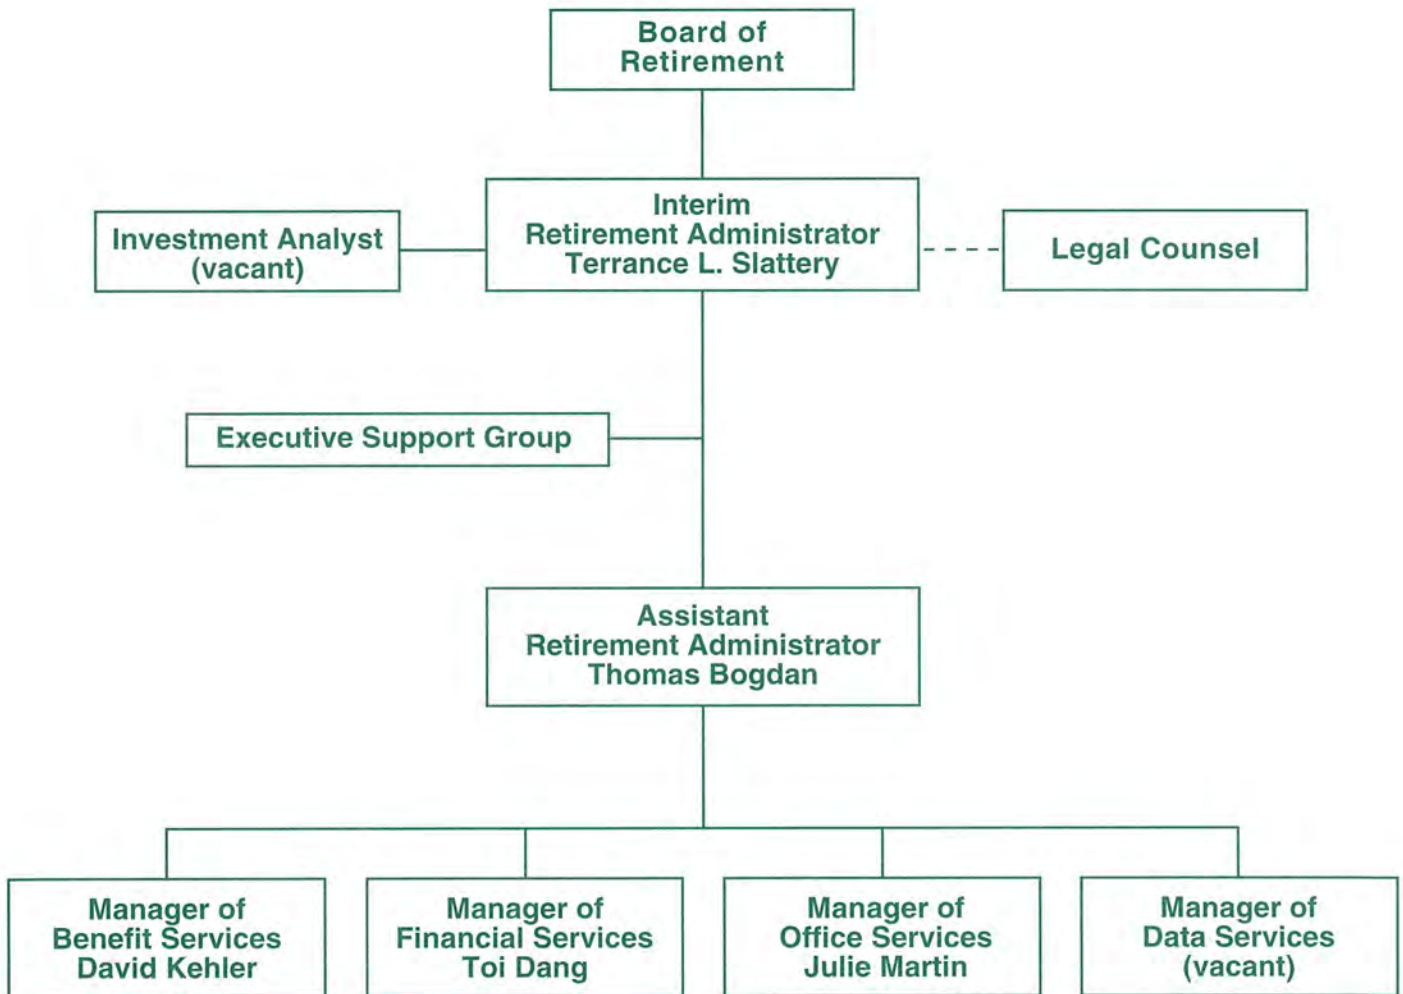 Board of
Retirement
Interim
Retirement Administrator
Terrance L. Slattery
Investment Analyst
(vacant)
Legal Counsel
Executive Support Group
Assistant
Retirement Administrator
Thomas Bogdan
Manager of
Benefit Services
David Kehler
Manager of
Financial Services
Toi Dang
Manager of
Office Services
Julie Martin
Manager of
Data Services
(vacant)